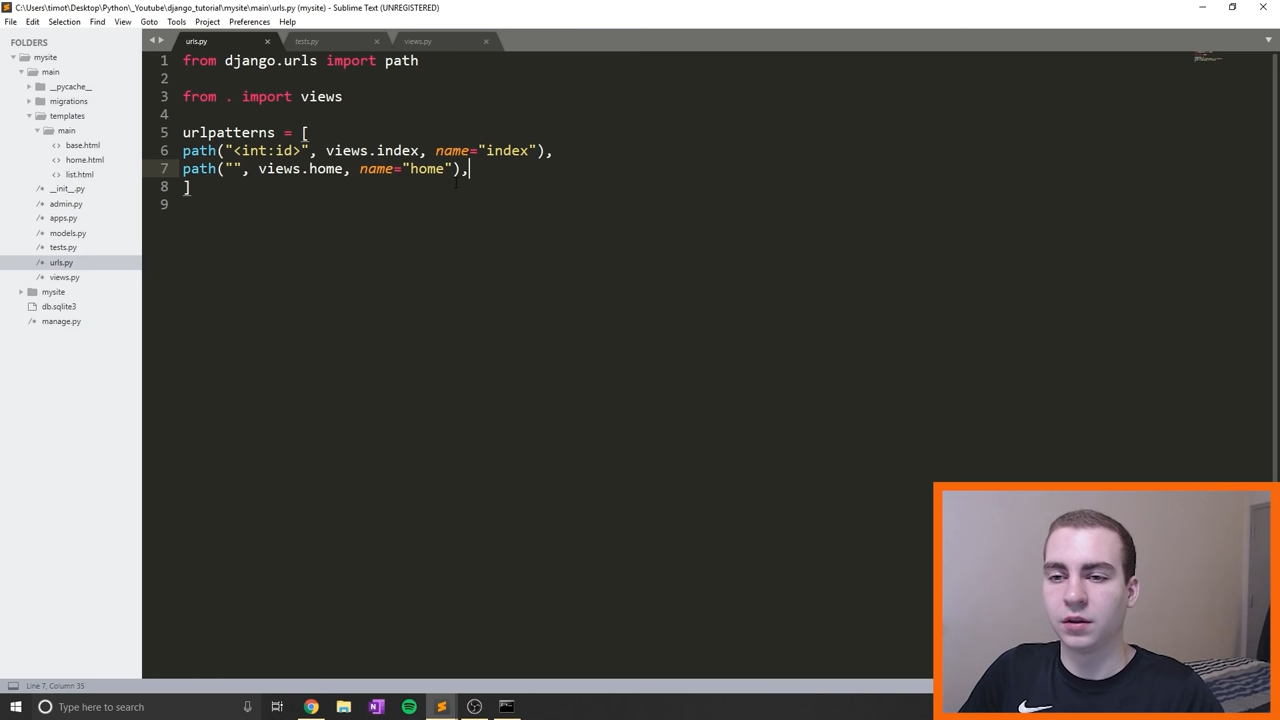 C:\Users\timot\Desktop\Python\_Youtube\django_tutorial\mysite\main\urls.py (mysite) - Sublime Text (UNREGISTERED)
File Edit Selection Find View Goto Tools Project Preferences Help
FOLDERS
mysite
main
__pycache__
migrations
templates
main
base.html
home.html
list.html
__init__.py
admin.py
apps.py
models.py
tests.py
urls.py
views.py
mysite
db.sqlite3
manage.py
urls.py tests.py views.py
1 from django.urls import path
2
3 from . import views
4
5 urlpatterns = [
6 path("<int:id>", views.index, name="index"),
7 path("", views.home, name="home"),
8 ]
9
Line 7, Column 35
Type here to search